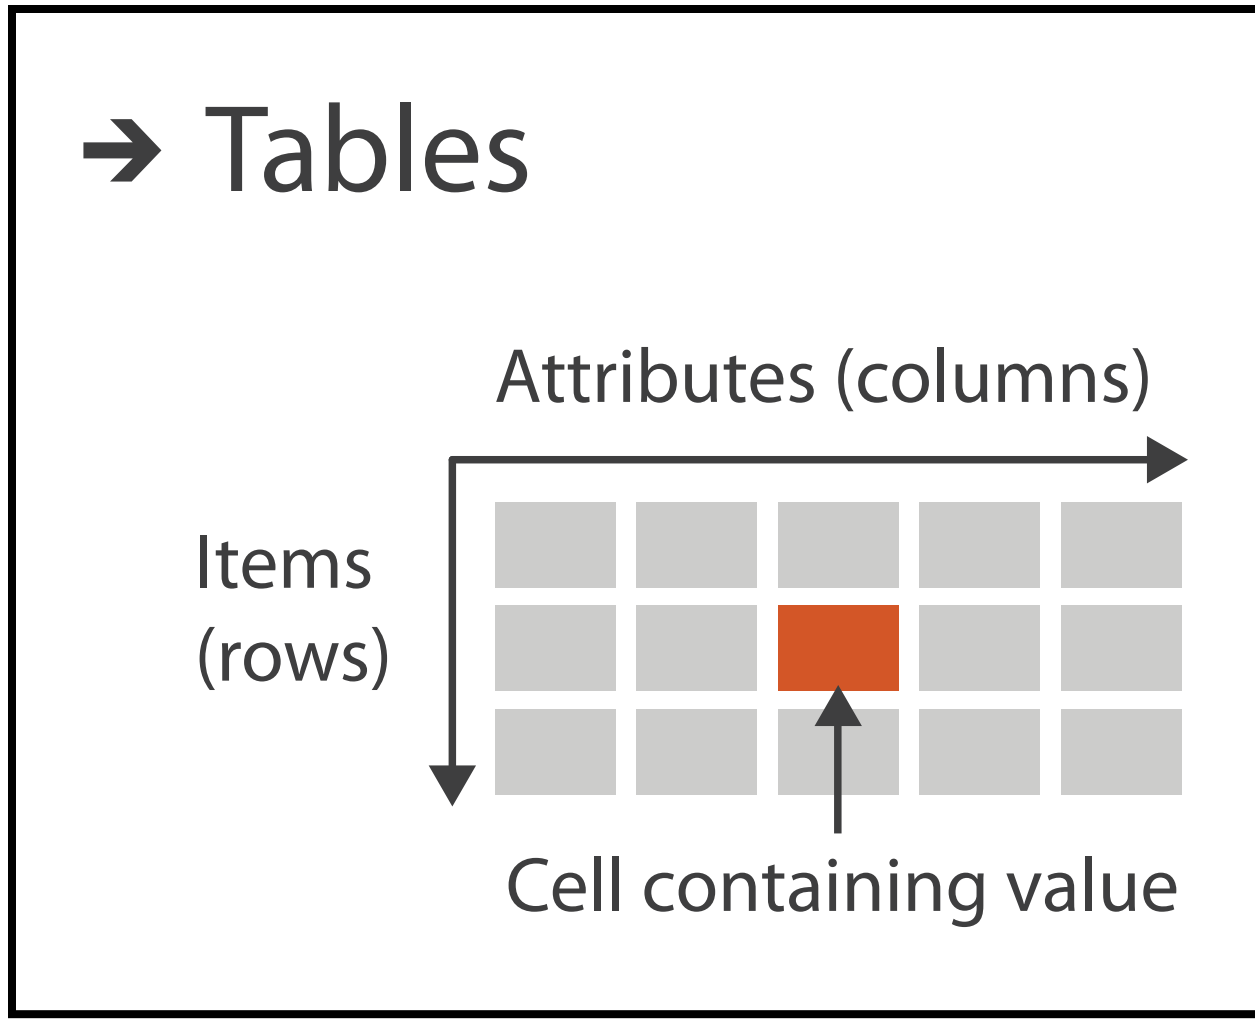 Tables
Attributes (columns)
Items
(rows)
Cell containing value